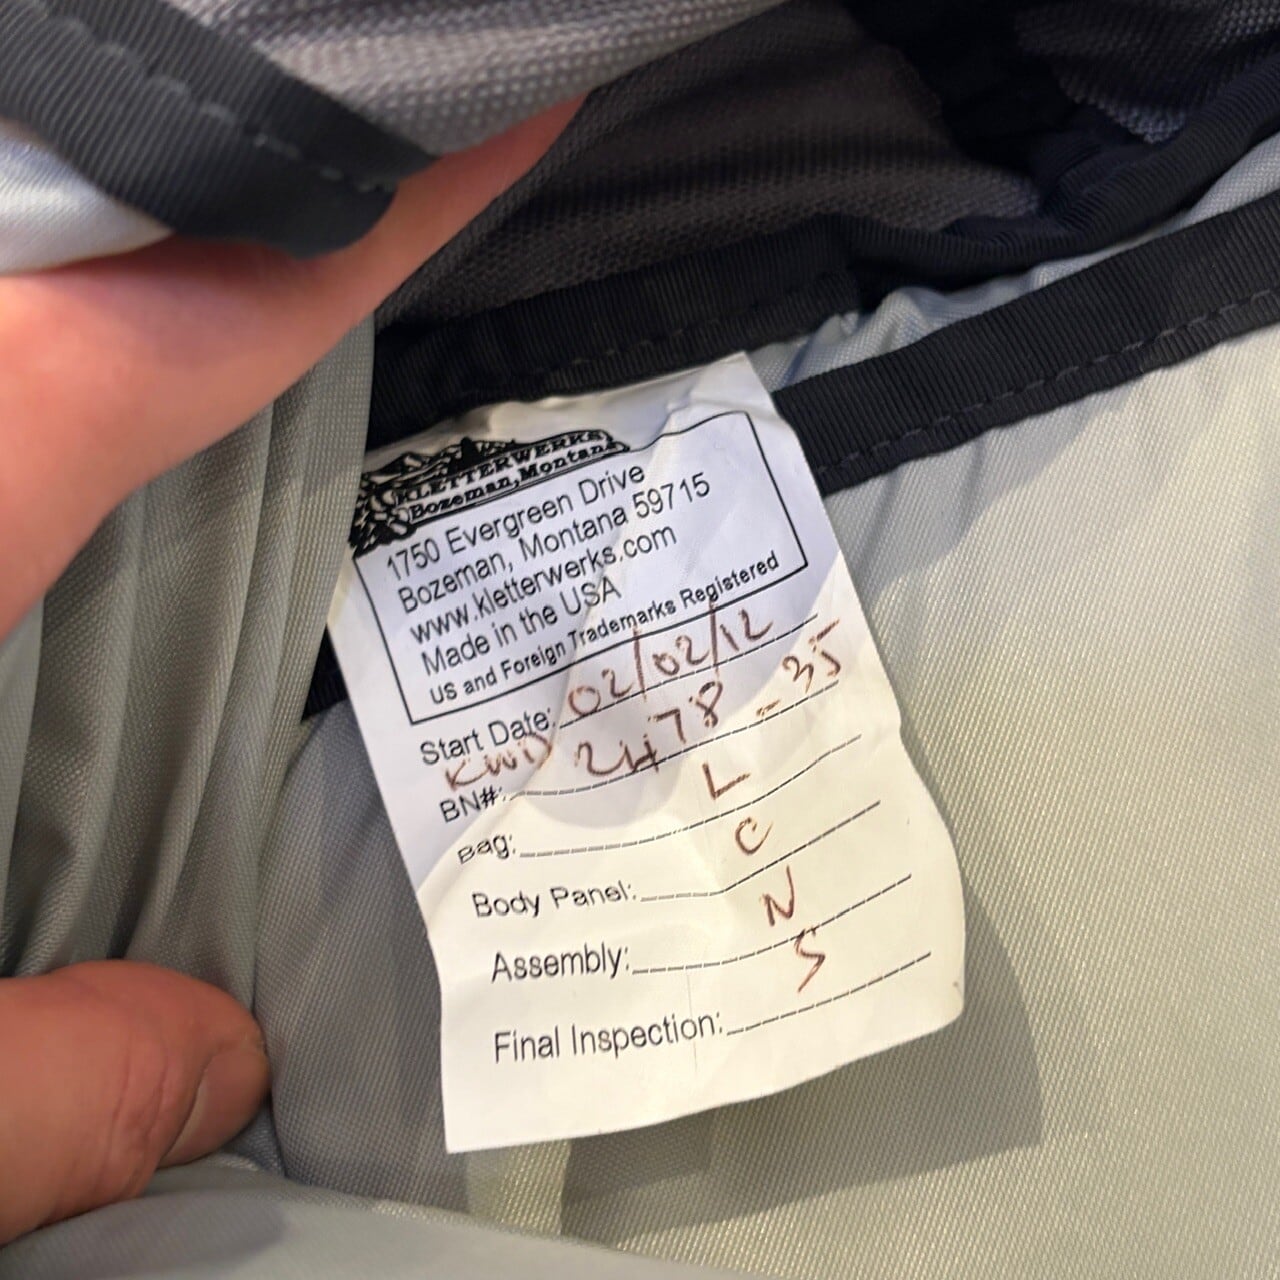 KLETTERWERKS
Bozeman, Montana
1750 Evergreen Drive
Bozeman, Montana 59715
www.kletterwerks.com
Made in the USA
US and Foreign Trademarks Registered
Start Date: 02/02/12
BN#: KWD 2478-35
Bag: L
Body Panel: C
Assembly: N
Final Inspection: S